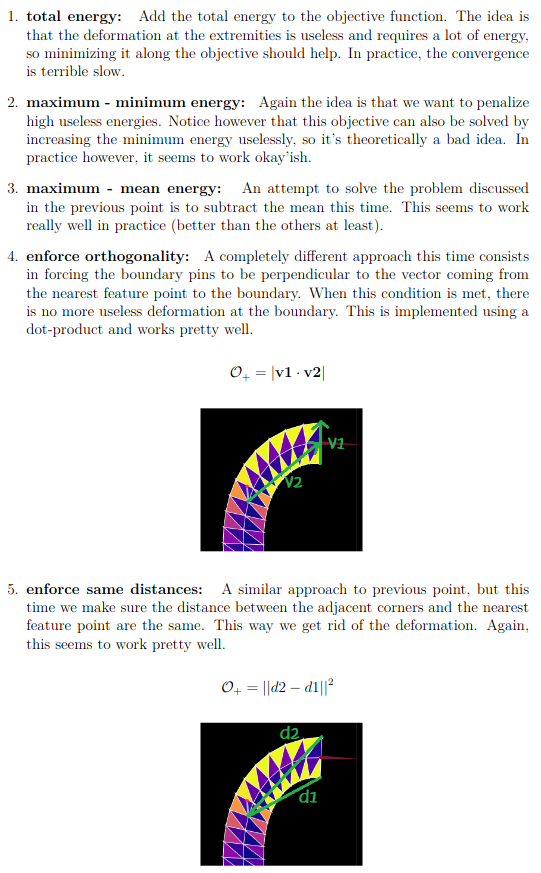 1. total energy: Add the total energy to the objective function. The idea is
that the deformation at the extremities is useless and requires a lot of energy,
so minimizing it along the objective should help. In practice, the convergence
is terrible slow.
2. maximum - minimum energy: Again the idea is that we want to penalize
high useless energies. Notice however that this objective can also be solved by
increasing the minimum energy uselessly, so it's theoretically a bad idea. In
practice however, it seems to work okay'ish.
3. maximum - mean energy: An attempt to solve the problem discussed
in the previous point is to subtract the mean this time. This seems to work
really well in practice (better than the others at least).
4. enforce orthogonality: A completely different approach this time consists
in forcing the boundary pins to be perpendicular to the vector coming from
the nearest feature point to the boundary. When this condition is met, there
is no more useless deformation at the boundary. This is implemented using a
dot-product and works pretty well.
O₊ = |v1 · v2|
v1
v2
5. enforce same distances: A similar approach to previous point, but this
time we make sure the distance between the adjacent corners and the nearest
feature point are the same. This way we get rid of the deformation. Again,
this seems to work pretty well.
O₊ = ||d2 − d1||²
d2
d1